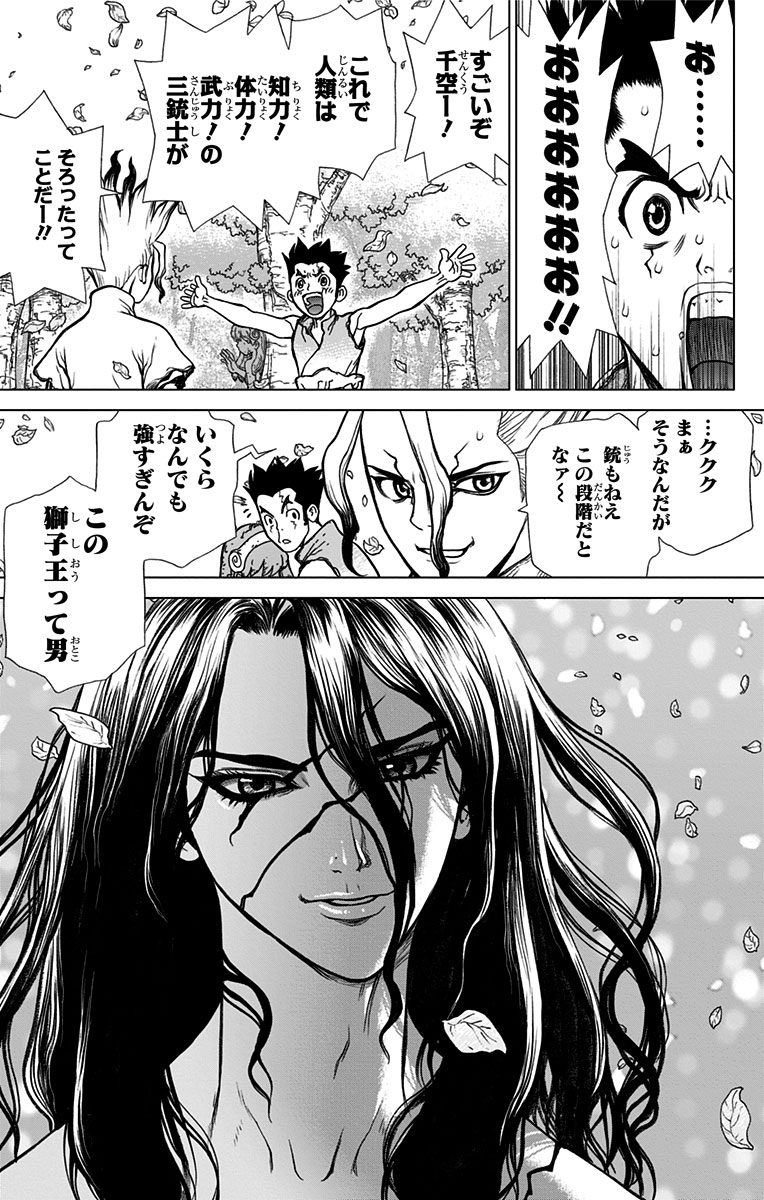 お……
おおおおおお!!
すごいぞ
千空ー！
これで
人類は
知力！
体力！
武力！の
三銃士が
そろったって
ことだー!!
…ククク
まぁ
そうなんだが
銃もねえ
この段階だと
なァ〜
いくら
なんでも
強すぎんぞ
この
獅子王って男